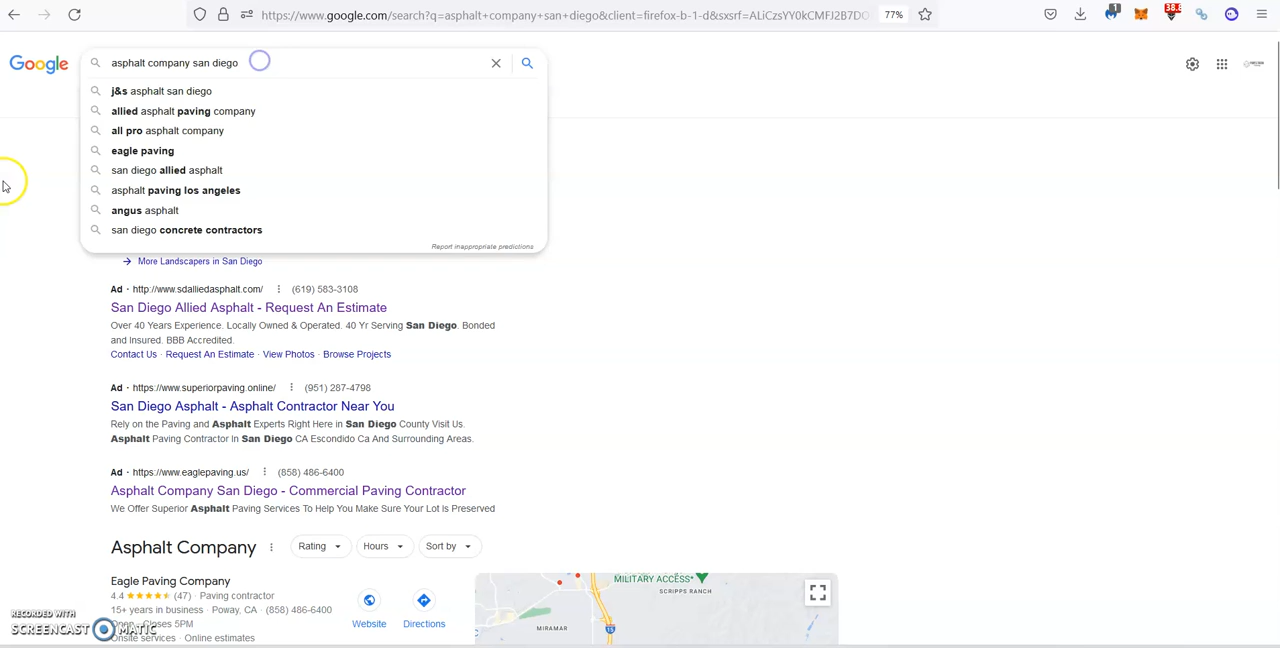 https://www.google.com/search?q=asphalt+company+san+diego&client=firefox-b-1-d&sxsrf=ALiCzsYY0kCMFJ2B7DO
77%
1
38.8
Google
asphalt company san diego
j&s asphalt san diego
allied asphalt paving company
all pro asphalt company
eagle paving
san diego allied asphalt
asphalt paving los angeles
angus asphalt
san diego concrete contractors
Report inappropriate predictions
More Landscapers in San Diego
Ad · http://www.sdalliedasphalt.com/ (619) 583-3108
San Diego Allied Asphalt - Request An Estimate
Over 40 Years Experience. Locally Owned & Operated. 40 Yr Serving San Diego. Bonded
and Insured. BBB Accredited.
Contact Us · Request An Estimate · View Photos · Browse Projects
Ad · https://www.superiorpaving.online/ (951) 287-4798
San Diego Asphalt - Asphalt Contractor Near You
Rely on the Paving and Asphalt Experts Right Here in San Diego County Visit Us.
Asphalt Paving Contractor In San Diego CA Escondido Ca And Surrounding Areas.
Ad · https://www.eaglepaving.us/ (858) 486-6400
Asphalt Company San Diego - Commercial Paving Contractor
We Offer Superior Asphalt Paving Services To Help You Make Sure Your Lot Is Preserved
Asphalt Company
Rating
Hours
Sort by
Eagle Paving Company
4.4 (47) · Paving contractor
15+ years in business · Poway, CA · (858) 486-6400
Open · Closes 5PM
Onsite services · Online estimates
Website
Directions
MILITARY ACCESS*
SCRIPPS RANCH
MIRAMAR
15
RECORDED WITH
SCREENCAST MATIC